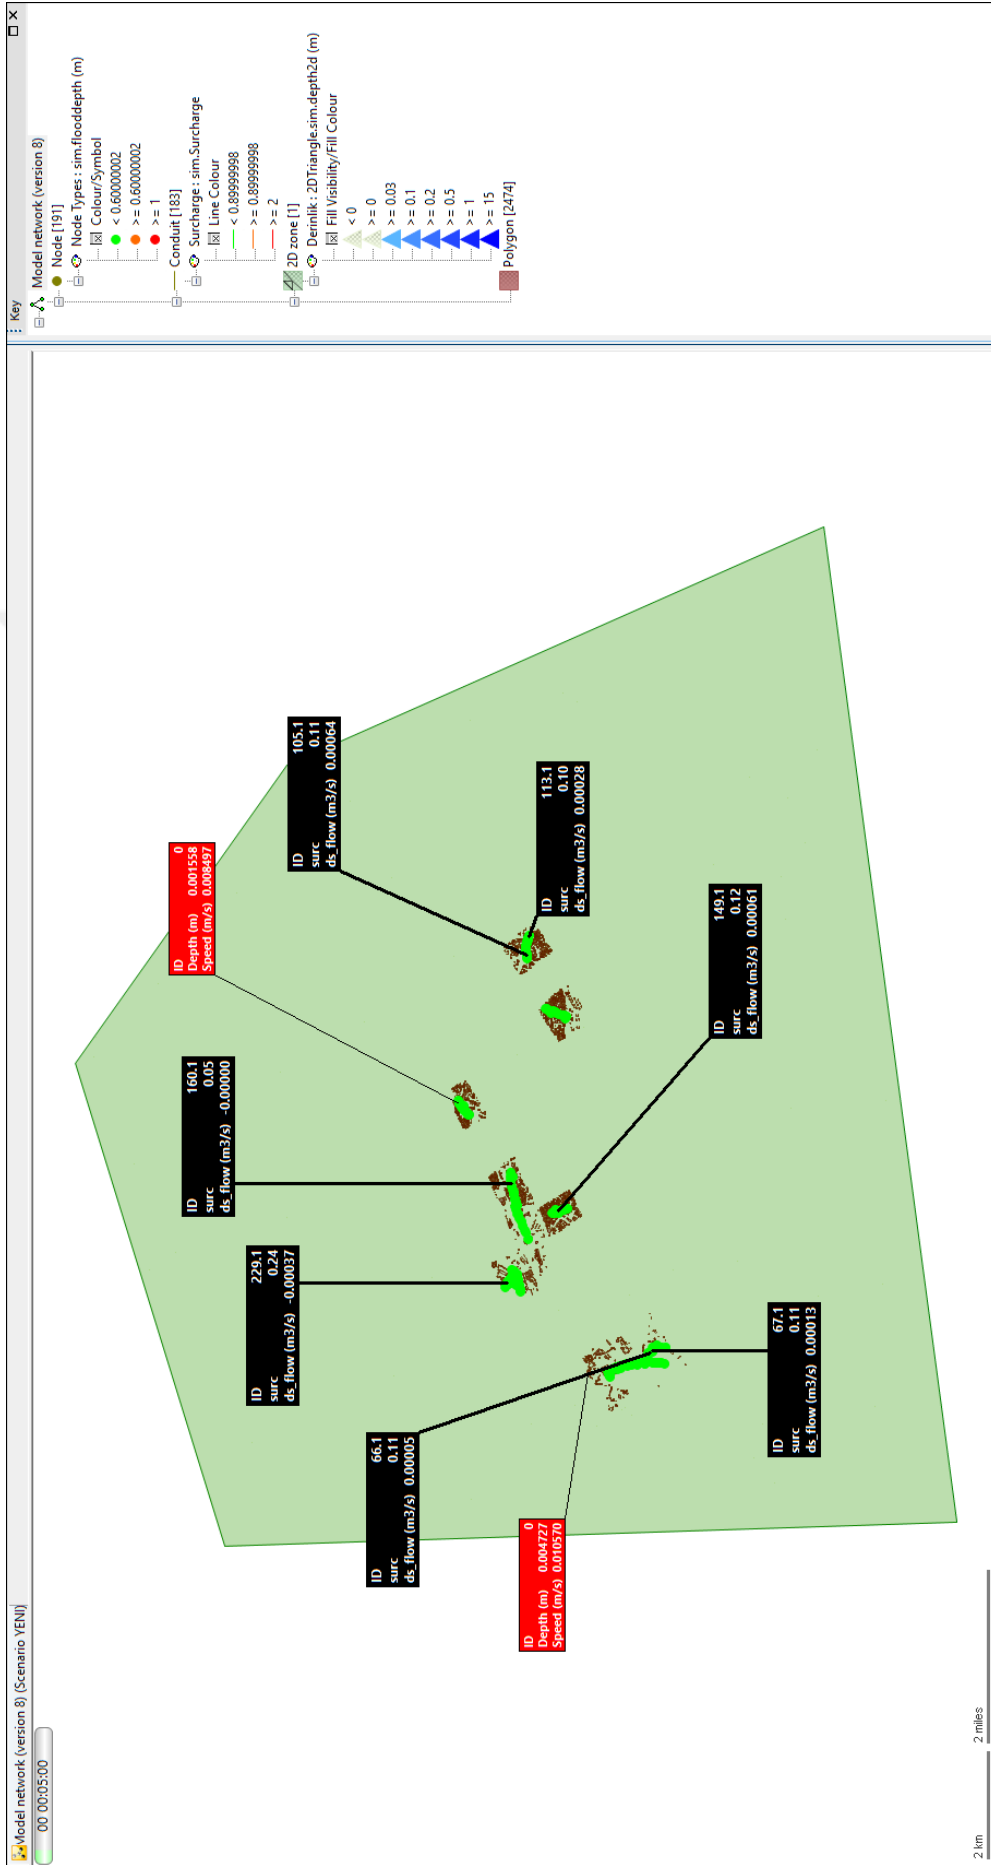 Model network (version 8) (Scenario YENI)
00 00:05:00
ID 229.1
surc 0.24
ds_flow (m3/s) -0.00037
ID 160.1
surc 0.05
ds_flow (m3/s) -0.00000
ID 0
Depth (m) 0.001558
Speed (m/s) 0.008497
ID 105.1
surc 0.11
ds_flow (m3/s) 0.00064
ID 66.1
surc 0.11
ds_flow (m3/s) 0.00005
ID 0
Depth (m) 0.004727
Speed (m/s) 0.010570
ID 113.1
surc 0.10
ds_flow (m3/s) 0.00028
ID 149.1
surc 0.12
ds_flow (m3/s) 0.00061
ID 67.1
surc 0.11
ds_flow (m3/s) 0.00013
2 km
2 miles
Key
Model network (version 8)
Node [191]
Node Types : sim.flooddepth (m)
Colour/Symbol
< 0.60000002
>= 0.60000002
>= 1
Conduit [183]
Surcharge : sim.Surcharge
Line Colour
< 0.89999998
>= 0.89999998
>= 2
2D zone [1]
Derinlik : 2DTriangle.sim.depth2d (m)
Fill Visibility/Fill Colour
< 0
>= 0
>= 0.03
>= 0.1
>= 0.2
>= 0.5
>= 1
>= 15
Polygon [2474]